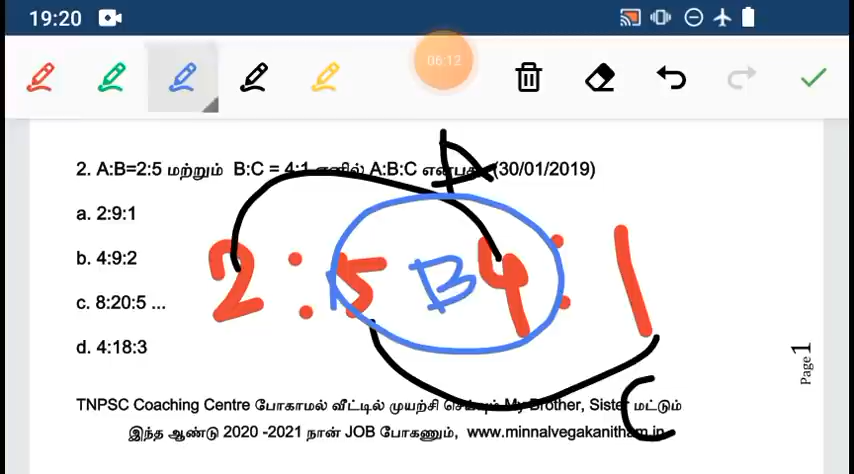 19:20
06:12
2. A:B=2:5 மற்றும் B:C = 4:1 எனில் A:B:C என்பது (30/01/2019)
A
a. 2:9:1
b. 4:9:2
2:5 B 4:1
c. 8:20:5 ...
d. 4:18:3
Page 1
TNPSC Coaching Centre போகாமல் வீட்டில் முயற்சி செய்யும் My Brother, Sister மட்டும்
C
இந்த ஆண்டு 2020 -2021 நான் JOB போகணும், www.minnalvegakanitham.in